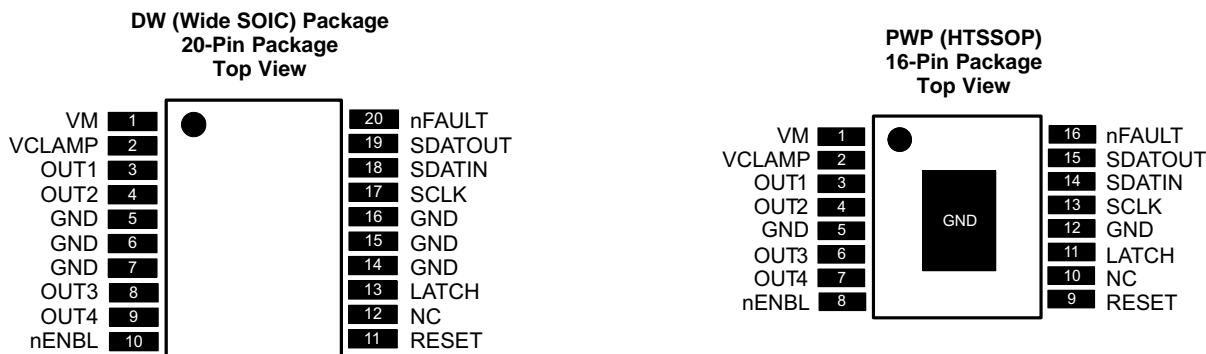 DW (Wide SOIC) Package
20-Pin Package
Top View
VM 1 20 nFAULT
VCLAMP 2 19 SDATOUT
OUT1 3 18 SDATIN
OUT2 4 17 SCLK
GND 5 16 GND
GND 6 15 GND
GND 7 14 GND
OUT3 8 13 LATCH
OUT4 9 12 NC
nENBL 10 11 RESET
PWP (HTSSOP)
16-Pin Package
Top View
VM 1 16 nFAULT
VCLAMP 2 15 SDATOUT
OUT1 3 14 SDATIN
OUT2 4 13 SCLK
GND 5 GND 12 GND
OUT3 6 11 LATCH
OUT4 7 10 NC
nENBL 8 9 RESET